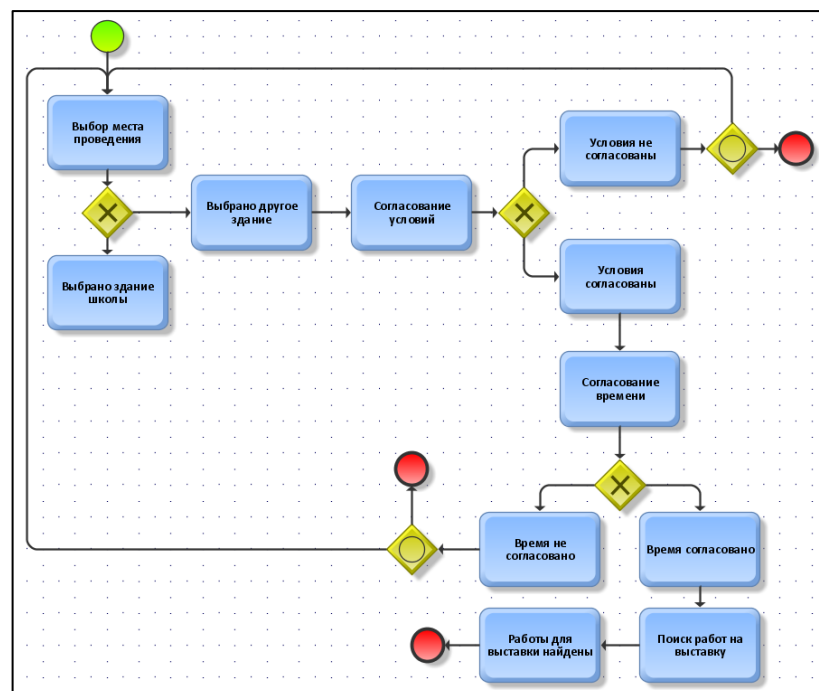 Выбор места
проведения
Условия не
согласованы
Выбрано другое
здание
Согласование
условий
Выбрано здание
школы
Условия
согласованы
Согласование
времени
Время не
согласовано
Время согласовано
Работы для
выставки найдены
Поиск работ на
выставку